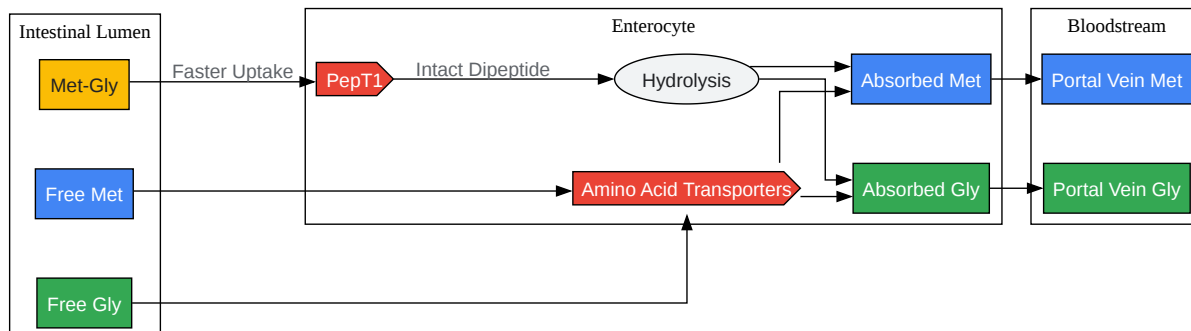 Intestinal Lumen
Enterocyte
Bloodstream
Met-Gly
Faster Uptake
PepT1
Intact Dipeptide
Hydrolysis
Absorbed Met
Portal Vein Met
Free Met
Amino Acid Transporters
Absorbed Gly
Portal Vein Gly
Free Gly